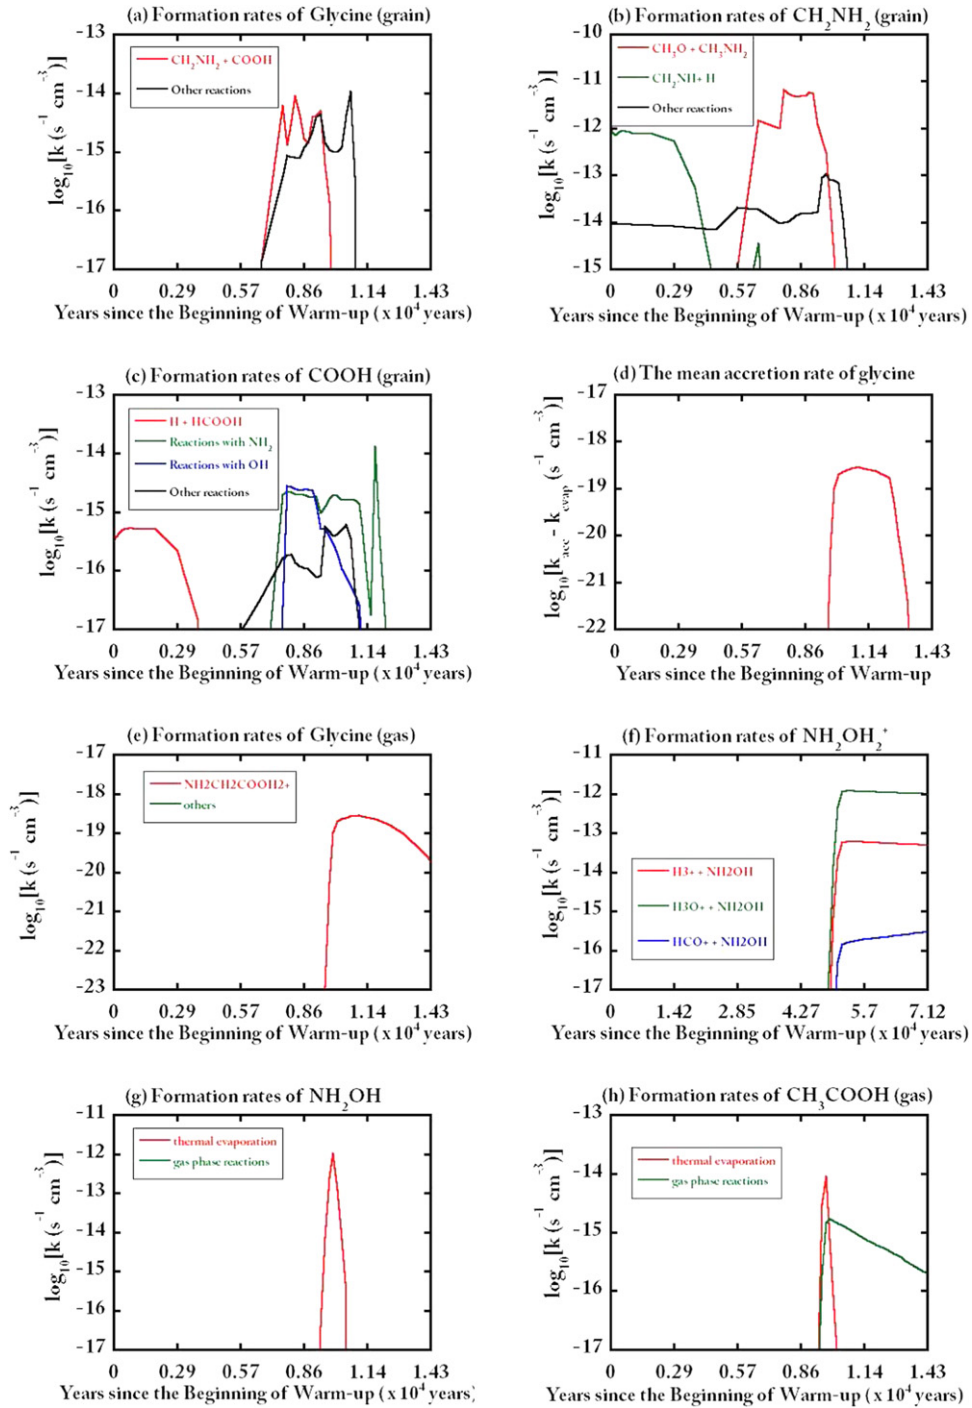 (a) Formation rates of Glycine (grain)
-13
-14
-15
-16
-17
log10[k (s-1 cm-3)]
CH2NH2 + COOH
Other reactions
0 0.29 0.57 0.86 1.14 1.43
Years since the Beginning of Warm-up (x 10^4 years)
(b) Formation rates of CH2NH2 (grain)
-10
-11
-12
-13
-14
-15
log10[k (s-1 cm-3)]
CH3O + CH3NH2
CH2NH+ H
Other reactions
0 0.29 0.57 0.86 1.14 1.43
Years since the Beginning of Warm-up (x 10^4 years)
(c) Formation rates of COOH (grain)
-13
-14
-15
-16
-17
log10[k (s-1 cm-3)]
H + HCOOH
Reactions with NH2
Reactions with OH
Other reactions
0 0.29 0.57 0.86 1.14 1.43
Years since the Beginning of Warm-up (x 10^4 years)
(d) The mean accretion rate of glycine
-17
-18
-19
-20
-21
-22
log10[kacc - kevap (s-1 cm-3)]
0 0.29 0.57 0.86 1.14 1.43
Years since the Beginning of Warm-up
(e) Formation rates of Glycine (gas)
-17
-18
-19
-20
-21
-22
-23
log10[k (s-1 cm-3)]
NH2CH2COOH2+
others
0 0.29 0.57 0.86 1.14 1.43
Years since the Beginning of Warm-up (x 10^4 years)
(f) Formation rates of NH2OH2+
-11
-12
-13
-14
-15
-16
-17
log10[k (s-1 cm-3)]
H3+ + NH2OH
H3O+ + NH2OH
HCO+ + NH2OH
0 1.42 2.85 4.27 5.7 7.12
Years since the Beginning of Warm-up (x 10^4 years)
(g) Formation rates of NH2OH
-11
-12
-13
-14
-15
-16
-17
log10[k (s-1 cm-3)]
thermal evaporation
gas phase reactions
0 0.29 0.57 0.86 1.14 1.43
Years since the Beginning of Warm-up (x 10^4 years)
(h) Formation rates of CH3COOH (gas)
-13
-14
-15
-16
-17
log10[k (s-1 cm-3)]
thermal evaporation
gas phase reactions
0 0.29 0.57 0.86 1.14 1.43
Years since the Beginning of Warm-up (x 10^4 years)